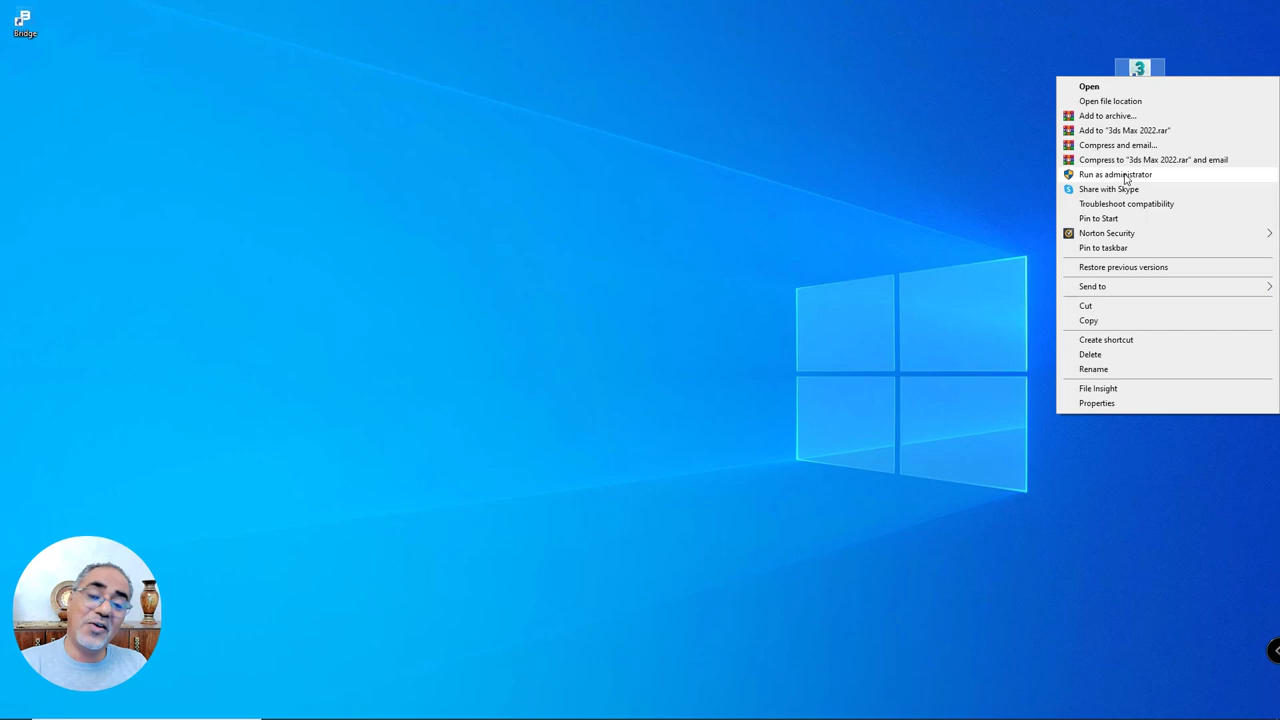 Bridge
3
Open
Open file location
Add to archive...
Add to "3ds Max 2022.rar"
Compress and email...
Compress to "3ds Max 2022.rar" and email
Run as administrator
Share with Skype
Troubleshoot compatibility
Pin to Start
Norton Security
Pin to taskbar
Restore previous versions
Send to
Cut
Copy
Create shortcut
Delete
Rename
File Insight
Properties